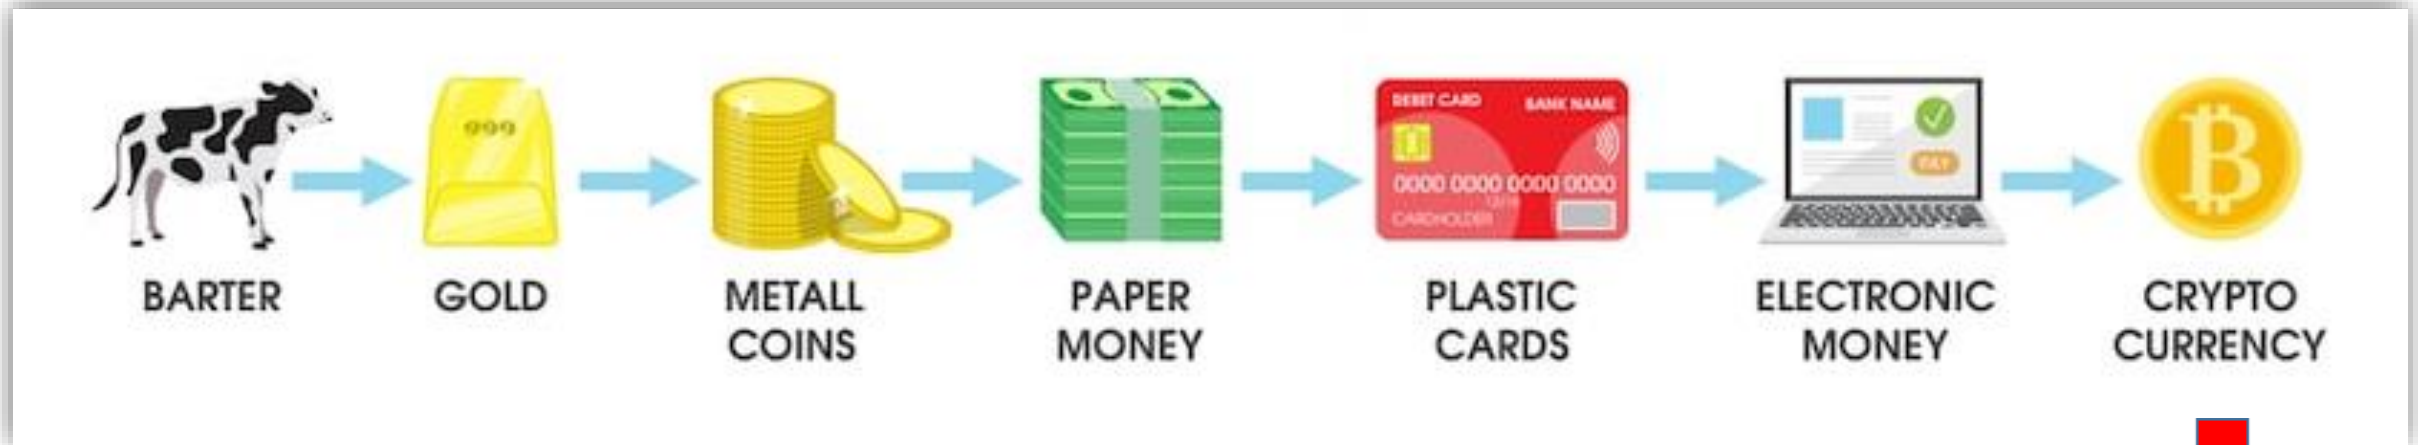 999
DEBIT CARD
BANK NAME
0000 0000 0000 0000
CARDHOLDER
BARTER
GOLD
METALL
COINS
PAPER
MONEY
PLASTIC
CARDS
ELECTRONIC
MONEY
CRYPTO
CURRENCY